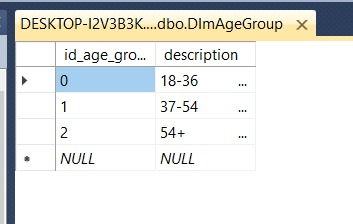 DESKTOP-I2V3B3K....dbo.DImAgeGroup
id_age_gro... description
0 18-36 ...
1 37-54 ...
2 54+ ...
NULL NULL